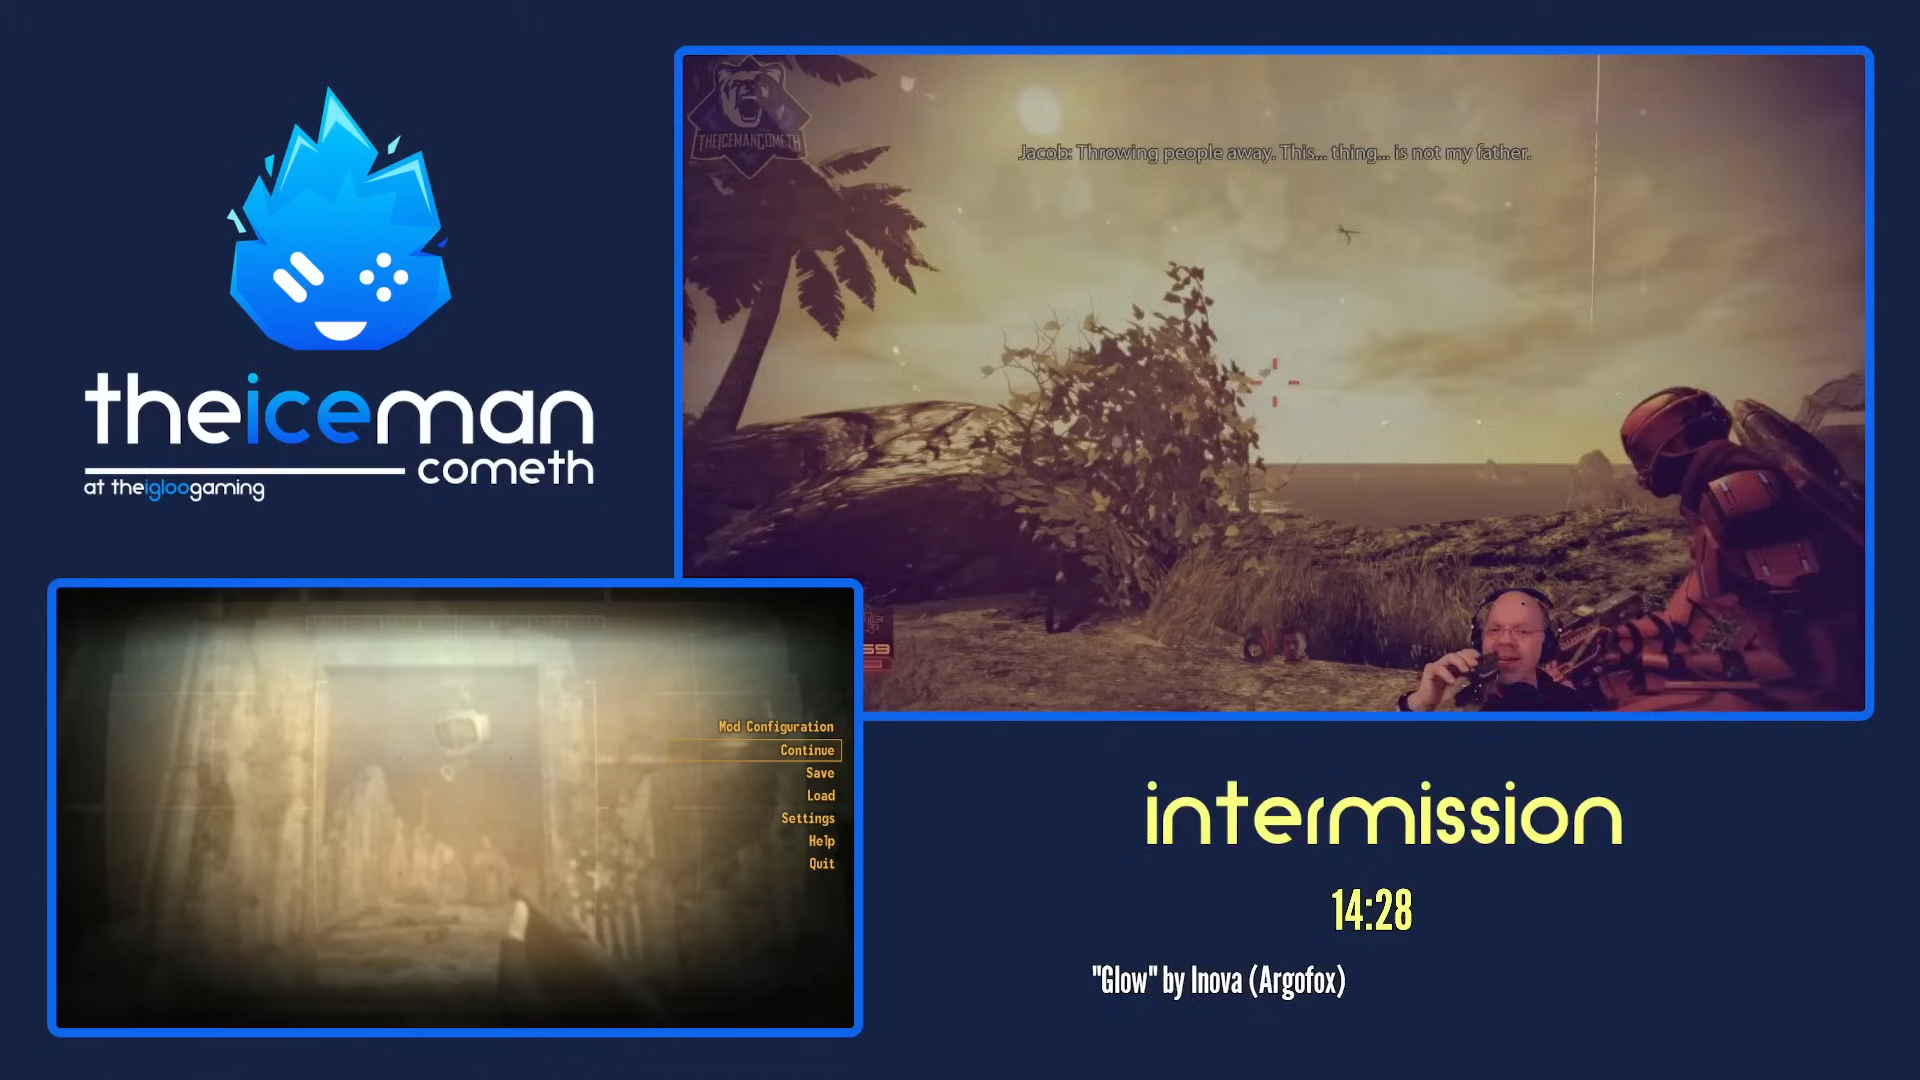 theiceman
cometh
at theigloogaming
THEICEMANCOMETH
Jacob: Throwing people away. This... thing... is not my father.
59
Mod Configuration
Continue
Save
Load
Settings
Help
Quit
intermission
14:28
"Glow" by Inova (Argofox)